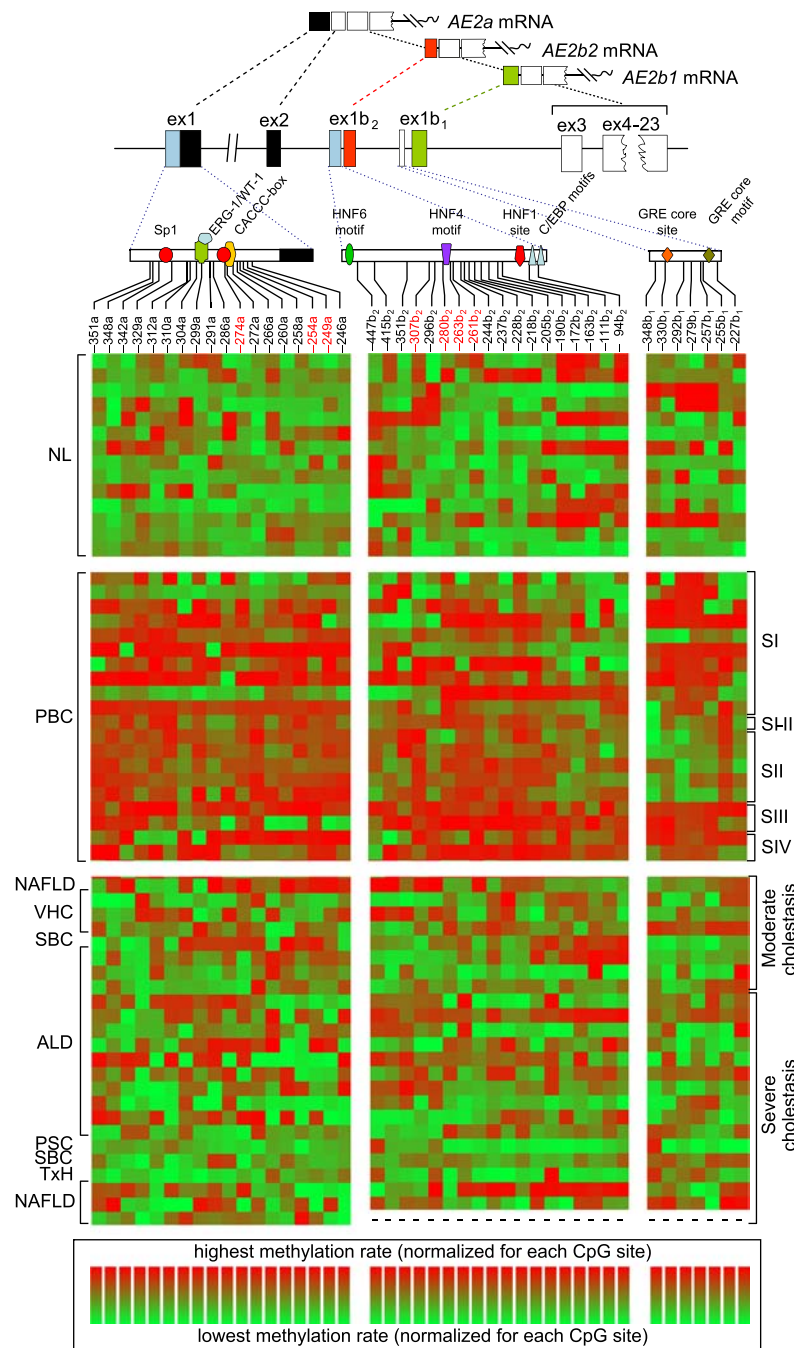 AE2a mRNA
AE2b2 mRNA
AE2b1 mRNA
ex1
ex2
ex1b2
ex1b1
ex3
ex4-23
Sp1
ERG-1/WT-1
CACCC-box
HNF6 motif
HNF4 motif
HNF1 site
C/EBP motifs
GRE core site
GRE core motif
–351a
–348a
–342a
–329a
–312a
–310a
–304a
–299a
–291a
–286a
–274a
–272a
–266a
–260a
–258a
–254a
–249a
–246a
–447b2
–415b2
–351b2
–307b2
–296b2
–280b2
–263b2
–261b2
–244b2
–237b2
–228b2
–218b2
–205b2
–190b2
–172b2
–163b2
–111b2
–94b2
–348b1
–330b1
–292b1
–279b1
–257b1
–255b1
–227b1
NL
PBC
SI
SI-II
SII
SIII
SIV
NAFLD
VHC
SBC
ALD
PSC
SBC
TxH
NAFLD
Moderate cholestasis
Severe cholestasis
highest methylation rate (normalized for each CpG site)
lowest methylation rate (normalized for each CpG site)